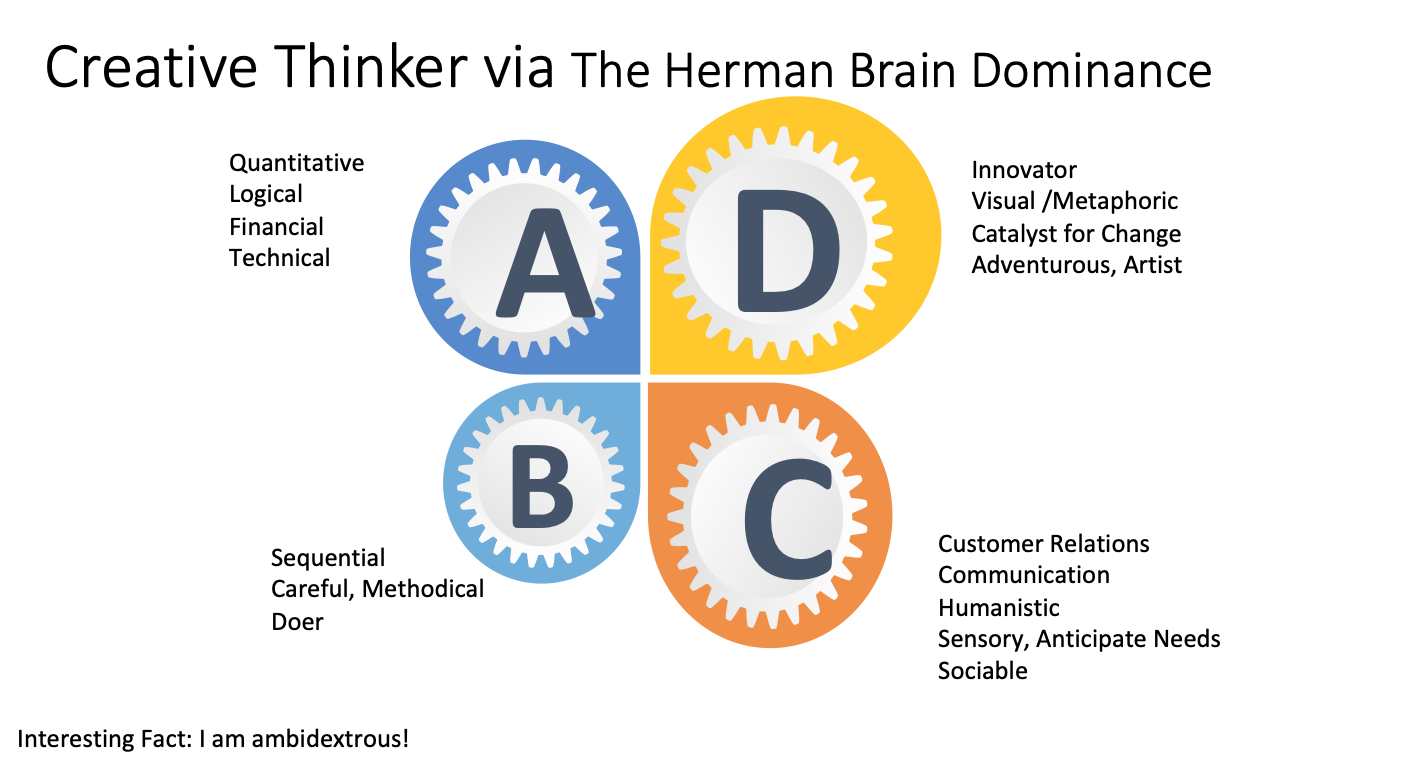 Creative Thinker via The Herman Brain Dominance
Quantitative
Logical
Financial
Technical
A
D
Innovator
Visual /Metaphoric
Catalyst for Change
Adventurous, Artist
B
C
Sequential
Careful, Methodical
Doer
Customer Relations
Communication
Humanistic
Sensory, Anticipate Needs
Sociable
Interesting Fact: I am ambidextrous!